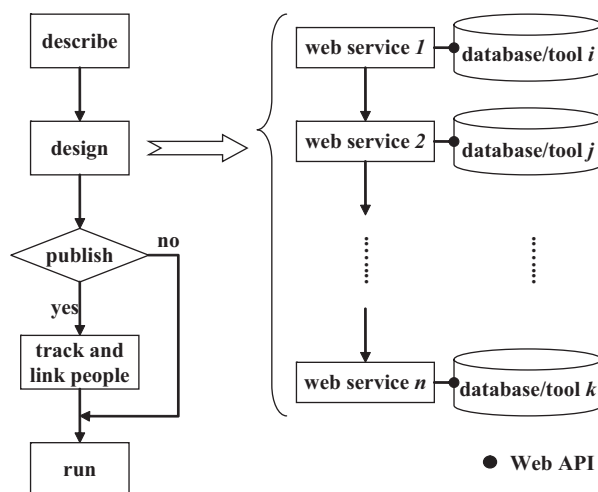 describe
design
publish
no
yes
track and
link people
run
web service 1
database/tool i
web service 2
database/tool j
web service n
database/tool k
Web API